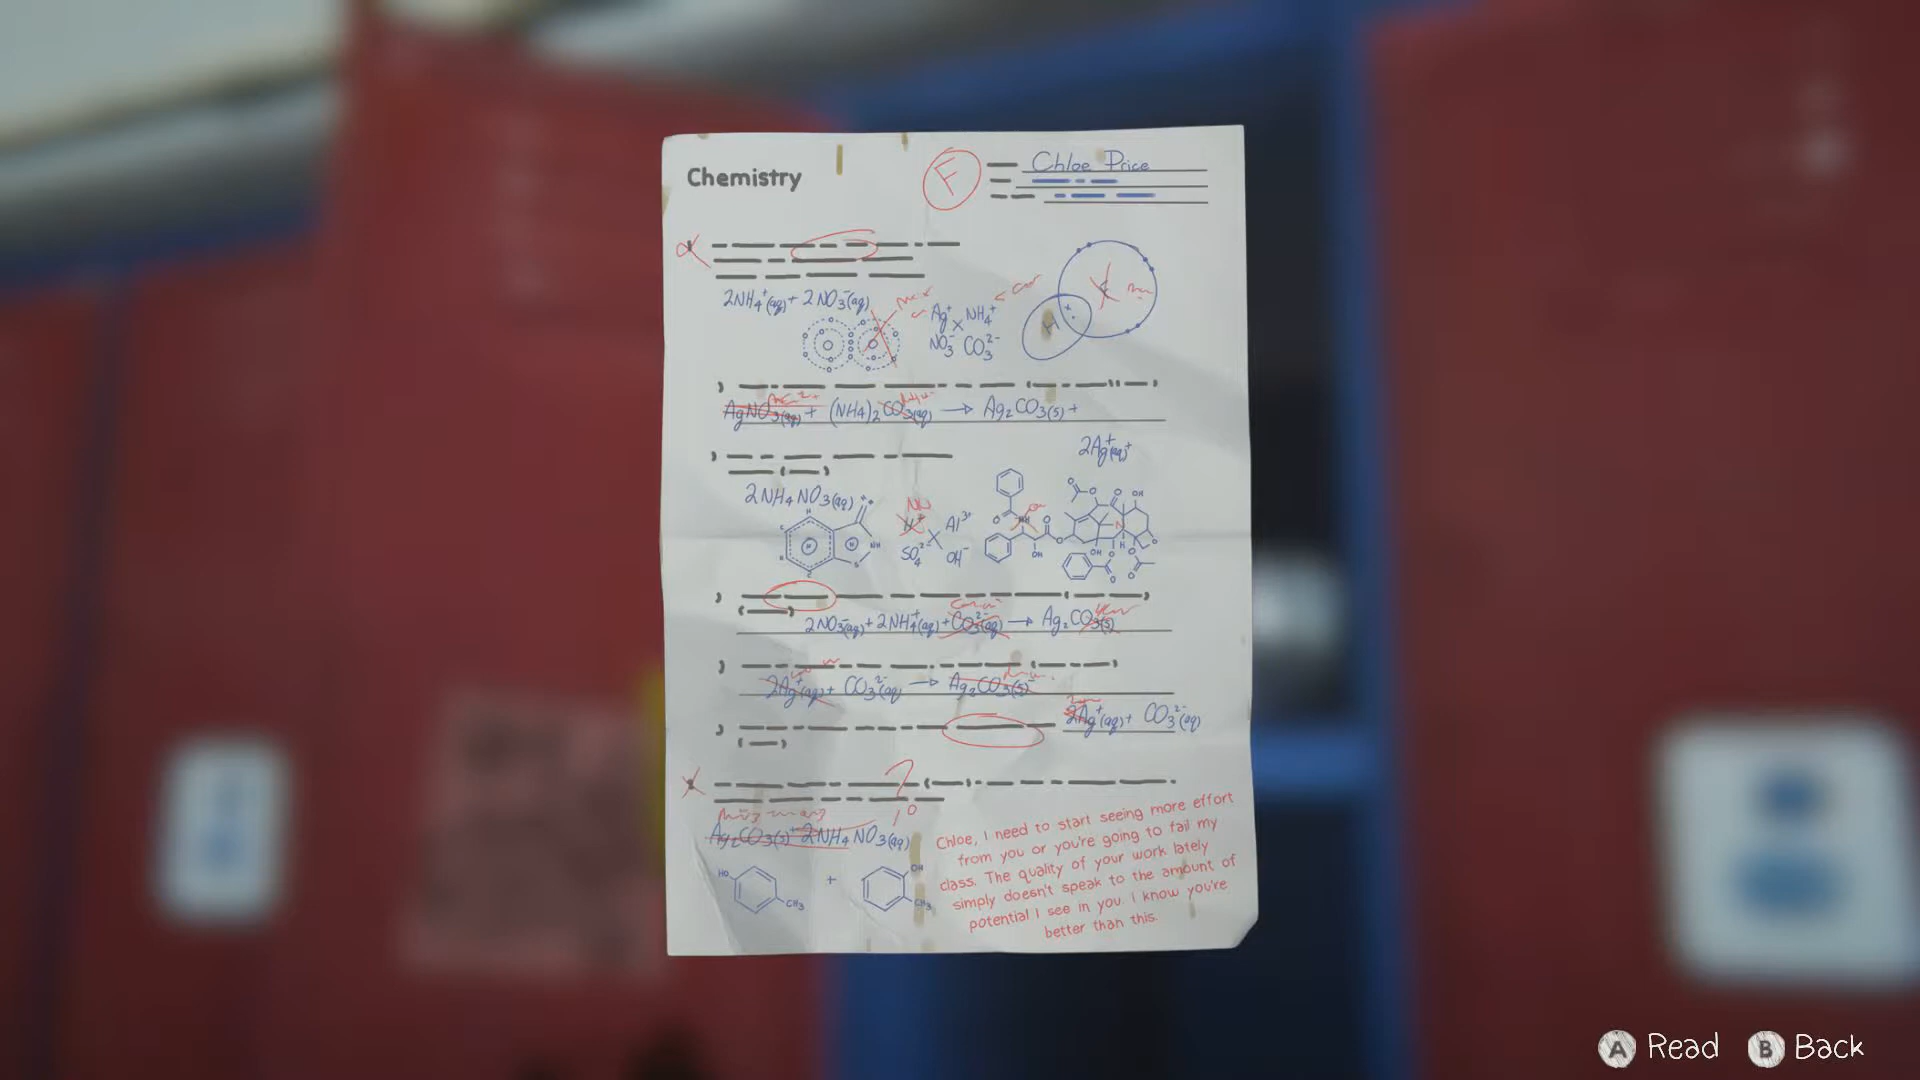 Chemistry
F
Chloe Price
2NH₄⁺(aq) + 2NO₃⁻(aq)
Ag⁺ NH₄⁺
NO₃⁻ CO₃²⁻
H
AgNO₃(aq) + (NH4)₂CO₃(aq) → Ag₂CO₃(s) +
2Ag⁺(aq)⁺
2NH₄NO₃(aq)
H⁺ Al³⁺
SO₄²⁻ OH⁻
2NO₃⁻(aq) + 2NH₄⁺(aq) + CO₃²⁻(aq) → Ag₂CO₃(s)
2Ag⁺(aq) + CO₃²⁻(aq) → Ag₂CO₃(s)
2Ag⁺(aq) + CO₃²⁻(aq)
?
Ag₂CO₃(s) + 2NH₄NO₃(aq)
HO CH₃ + OH CH₃
Chloe, I need to start seeing more effort
from you or you're going to fail my
class. The quality of your work lately
simply doesn't speak to the amount of
potential I see in you. I know you're
better than this.
A Read B Back